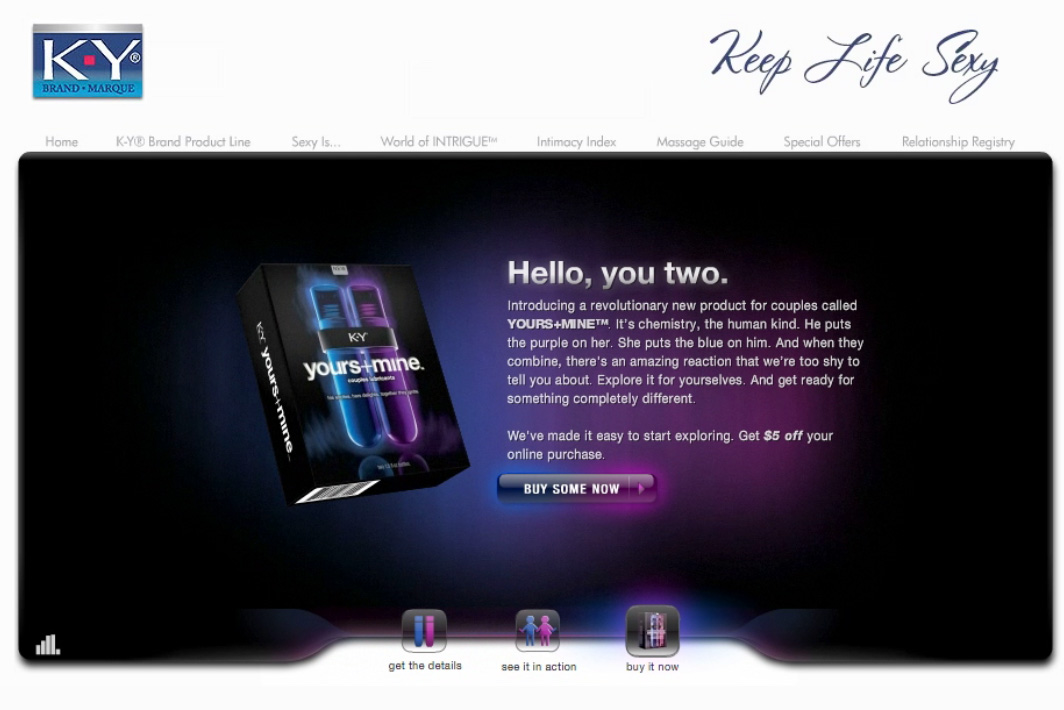 K·Y®
BRAND • MARQUE
Keep Life Sexy
Home K-Y® Brand Product Line Sexy Is... World of INTRIGUE™ Intimacy Index Massage Guide Special Offers Relationship Registry
K·Y
yours+mine.
couples lubricants
K·Y yours+mine.
Hello, you two.
Introducing a revolutionary new product for couples called
YOURS+MINE™. It's chemistry, the human kind. He puts
the purple on her. She puts the blue on him. And when they
combine, there's an amazing reaction that we're too shy to
tell you about. Explore it for yourselves. And get ready for
something completely different.
We've made it easy to start exploring. Get $5 off your
online purchase.
BUY SOME NOW
get the details see it in action buy it now